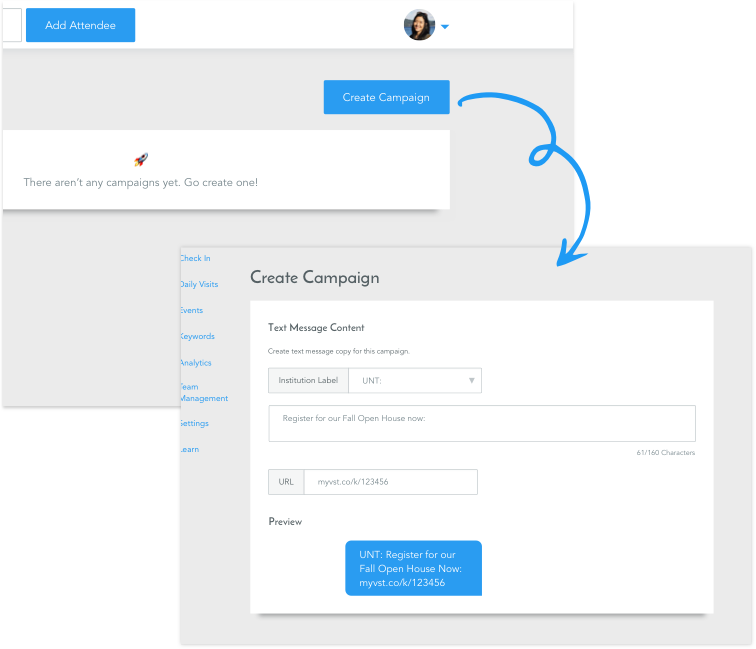 Add Attendee
Create Campaign
There aren't any campaigns yet. Go create one!
Check In
Daily Visits
Events
Keywords
Analytics
Team
Management
Settings
Learn
Create Campaign
Text Message Content
Create text message copy for this campaign.
Institution Label
UNT:
Register for our Fall Open House now:
61/160 Characters
URL
myvst.co/k/123456
Preview
UNT: Register for our
Fall Open House Now:
myvst.co/k/123456